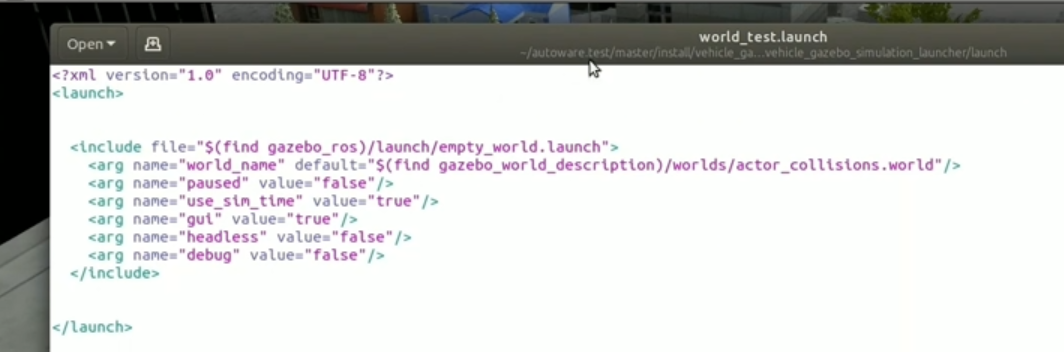 Open
world_test.launch
~/autoware.test/master/install/vehicle_ga...vehicle_gazebo_simulation_launcher/launch
<?xml version="1.0" encoding="UTF-8"?>
<launch>
<include file="$(find gazebo_ros)/launch/empty_world.launch">
<arg name="world_name" default="$(find gazebo_world_description)/worlds/actor_collisions.world"/>
<arg name="paused" value="false"/>
<arg name="use_sim_time" value="true"/>
<arg name="gui" value="true"/>
<arg name="headless" value="false"/>
<arg name="debug" value="false"/>
</include>
</launch>